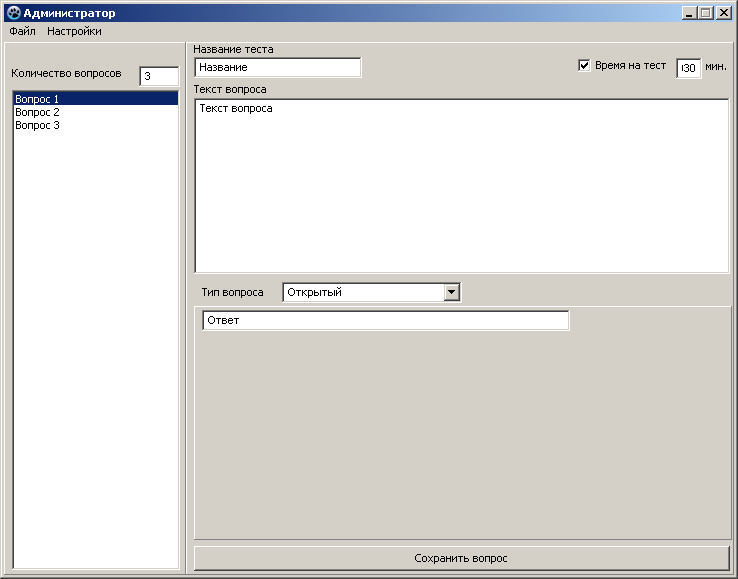 Администратор
Файл Настройки
Количество вопросов 3
Вопрос 1
Вопрос 2
Вопрос 3
Название теста
Название
Время на тест 30 мин.
Текст вопроса
Текст вопроса
Тип вопроса Открытый
Ответ
Сохранить вопрос